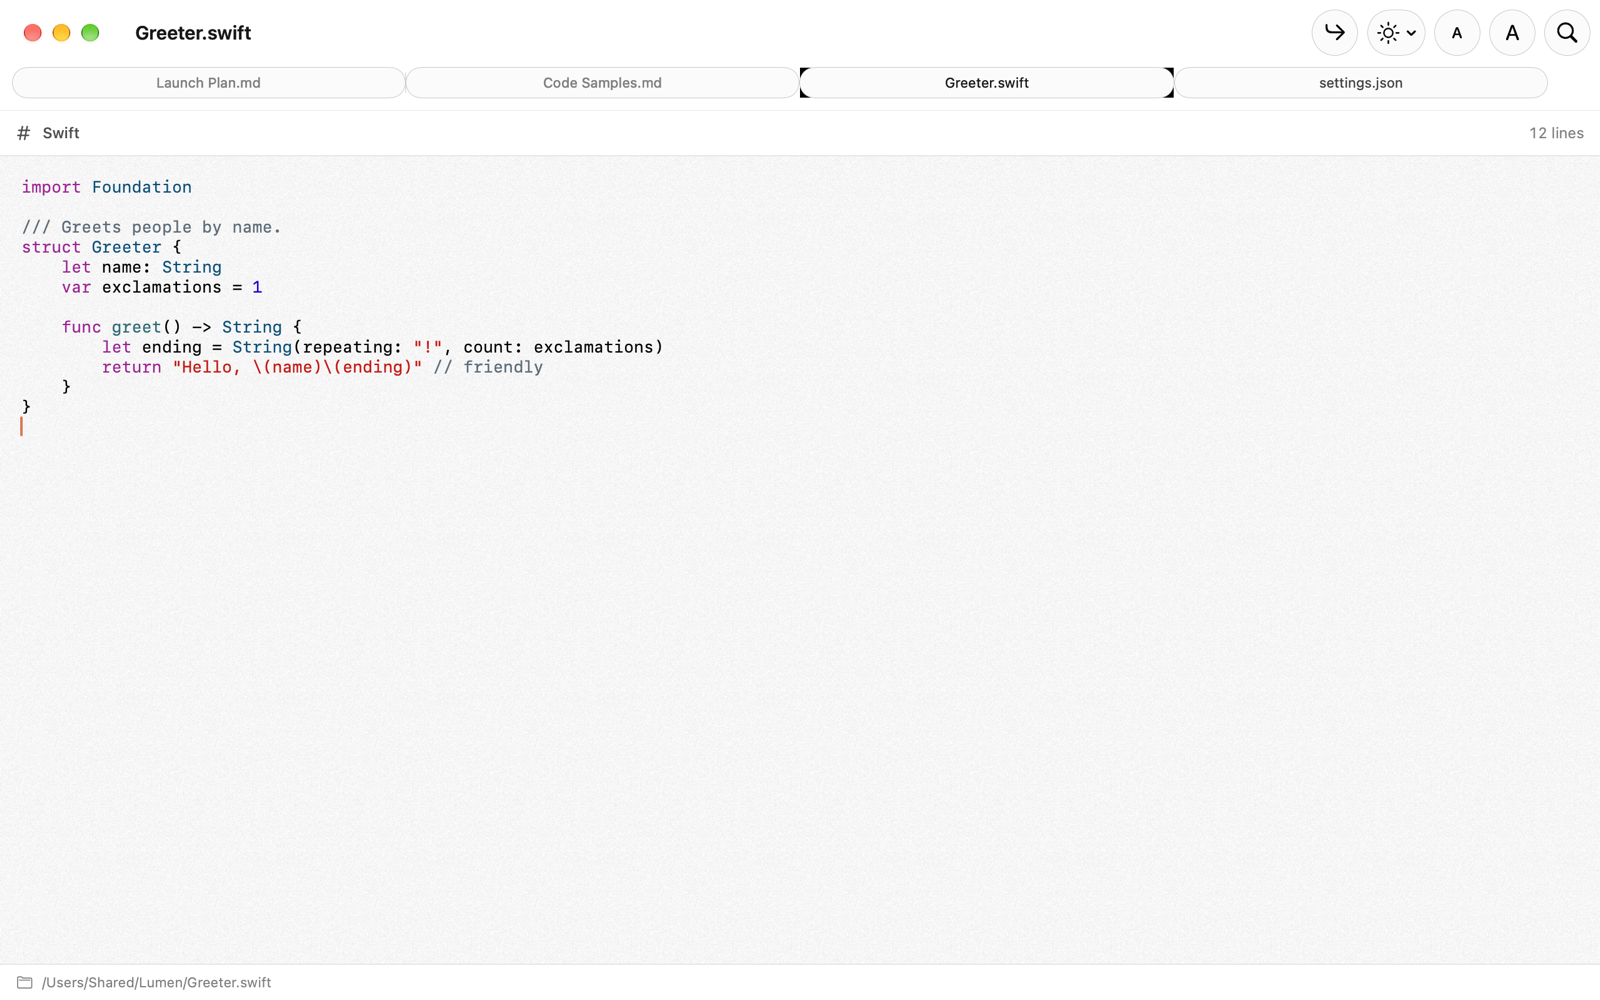 Greeter.swift
A A
Launch Plan.md Code Samples.md Greeter.swift settings.json
# Swift 12 lines
import Foundation
/// Greets people by name.
struct Greeter {
    let name: String
    var exclamations = 1
    func greet() -> String {
        let ending = String(repeating: "!", count: exclamations)
        return "Hello, \(name)\(ending)" // friendly
    }
}
/Users/Shared/Lumen/Greeter.swift